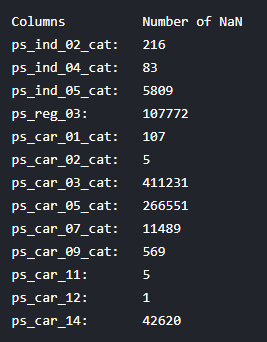 Columns Number of NaN
ps_ind_02_cat: 216
ps_ind_04_cat: 83
ps_ind_05_cat: 5809
ps_reg_03: 107772
ps_car_01_cat: 107
ps_car_02_cat: 5
ps_car_03_cat: 411231
ps_car_05_cat: 266551
ps_car_07_cat: 11489
ps_car_09_cat: 569
ps_car_11: 5
ps_car_12: 1
ps_car_14: 42620